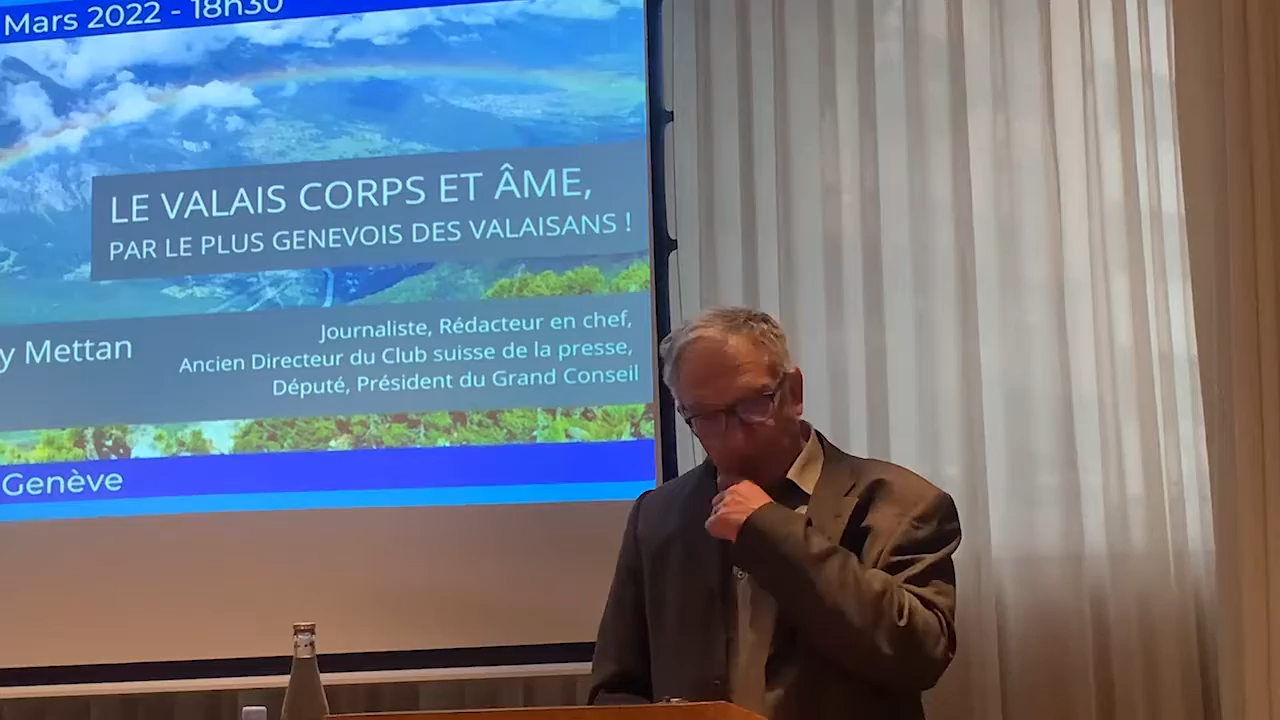 Mars 2022 - 18h30
LE VALAIS CORPS ET ÂME,
PAR LE PLUS GENEVOIS DES VALAISANS !
y Mettan
Journaliste, Rédacteur en chef,
Ancien Directeur du Club suisse de la presse,
Député, Président du Grand Conseil
Genève